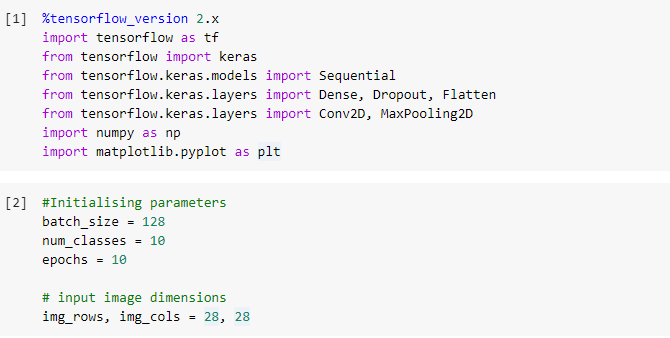 [1] %tensorflow_version 2.x
import tensorflow as tf
from tensorflow import keras
from tensorflow.keras.models import Sequential
from tensorflow.keras.layers import Dense, Dropout, Flatten
from tensorflow.keras.layers import Conv2D, MaxPooling2D
import numpy as np
import matplotlib.pyplot as plt
[2] #Initialising parameters
batch_size = 128
num_classes = 10
epochs = 10
# input image dimensions
img_rows, img_cols = 28, 28